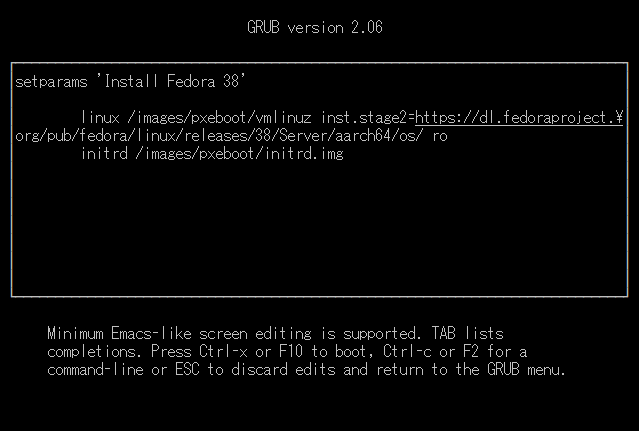 GRUB version 2.06
setparams 'Install Fedora 38'
linux /images/pxeboot/vmlinuz inst.stage2=https://dl.fedoraproject.¥
org/pub/fedora/linux/releases/38/Server/aarch64/os/ ro
initrd /images/pxeboot/initrd.img
Minimum Emacs-like screen editing is supported. TAB lists
completions. Press Ctrl-x or F10 to boot, Ctrl-c or F2 for a
command-line or ESC to discard edits and return to the GRUB menu.